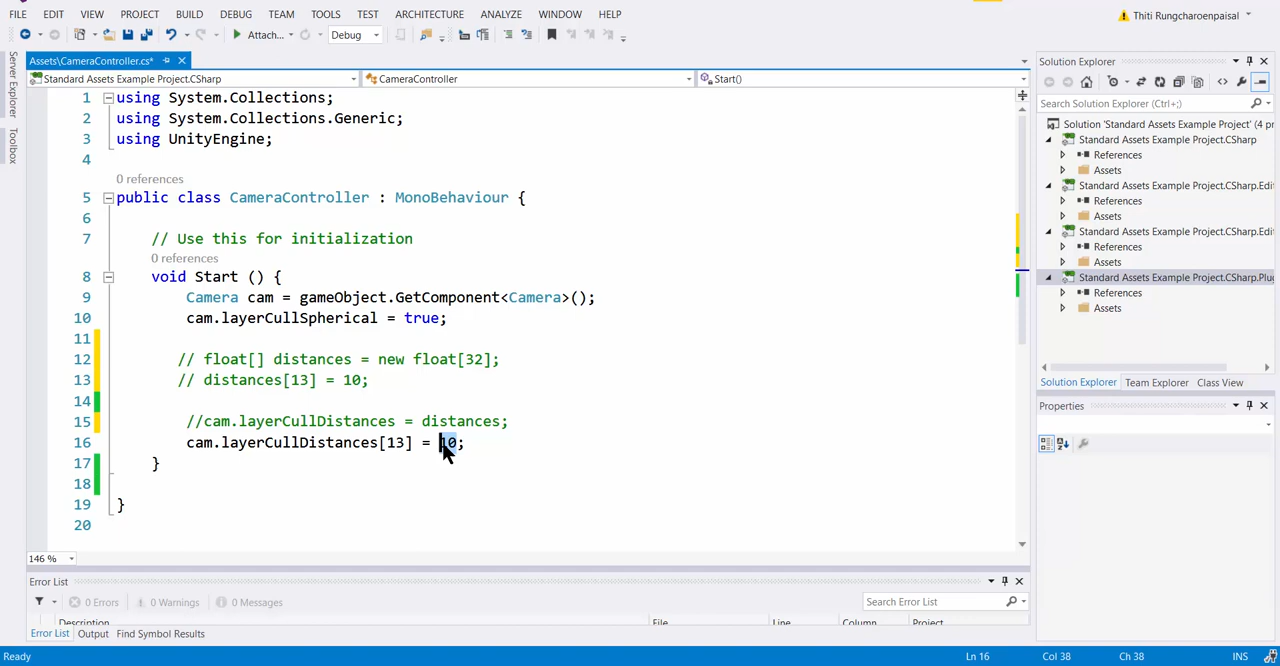 FILE EDIT VIEW PROJECT BUILD DEBUG TEAM TOOLS TEST ARCHITECTURE ANALYZE WINDOW HELP
Thiti Rungcharoenpaisal
Attach... Debug
Server Explorer
Toolbox
Assets\CameraController.cs*
Standard Assets Example Project.CSharp CameraController Start()
1 using System.Collections;
2 using System.Collections.Generic;
3 using UnityEngine;
4
0 references
5 public class CameraController : MonoBehaviour {
6
7 // Use this for initialization
0 references
8 void Start () {
9 Camera cam = gameObject.GetComponent<Camera>();
10 cam.layerCullSpherical = true;
11
12 // float[] distances = new float[32];
13 // distances[13] = 10;
14
15 //cam.layerCullDistances = distances;
16 cam.layerCullDistances[13] = 10;
17 }
18
19 }
20
146 %
Solution Explorer
Search Solution Explorer (Ctrl+;)
Solution 'Standard Assets Example Project' (4 pr
Standard Assets Example Project.CSharp
References
Assets
Standard Assets Example Project.CSharp.Edi
References
Assets
Standard Assets Example Project.CSharp.Edi
References
Assets
Standard Assets Example Project.CSharp.Plu
References
Assets
Solution Explorer Team Explorer Class View
Properties
Error List
0 Errors 0 Warnings 0 Messages
Search Error List
Description File Line Column Project
Error List Output Find Symbol Results
Ready Ln 16 Col 38 Ch 38 INS